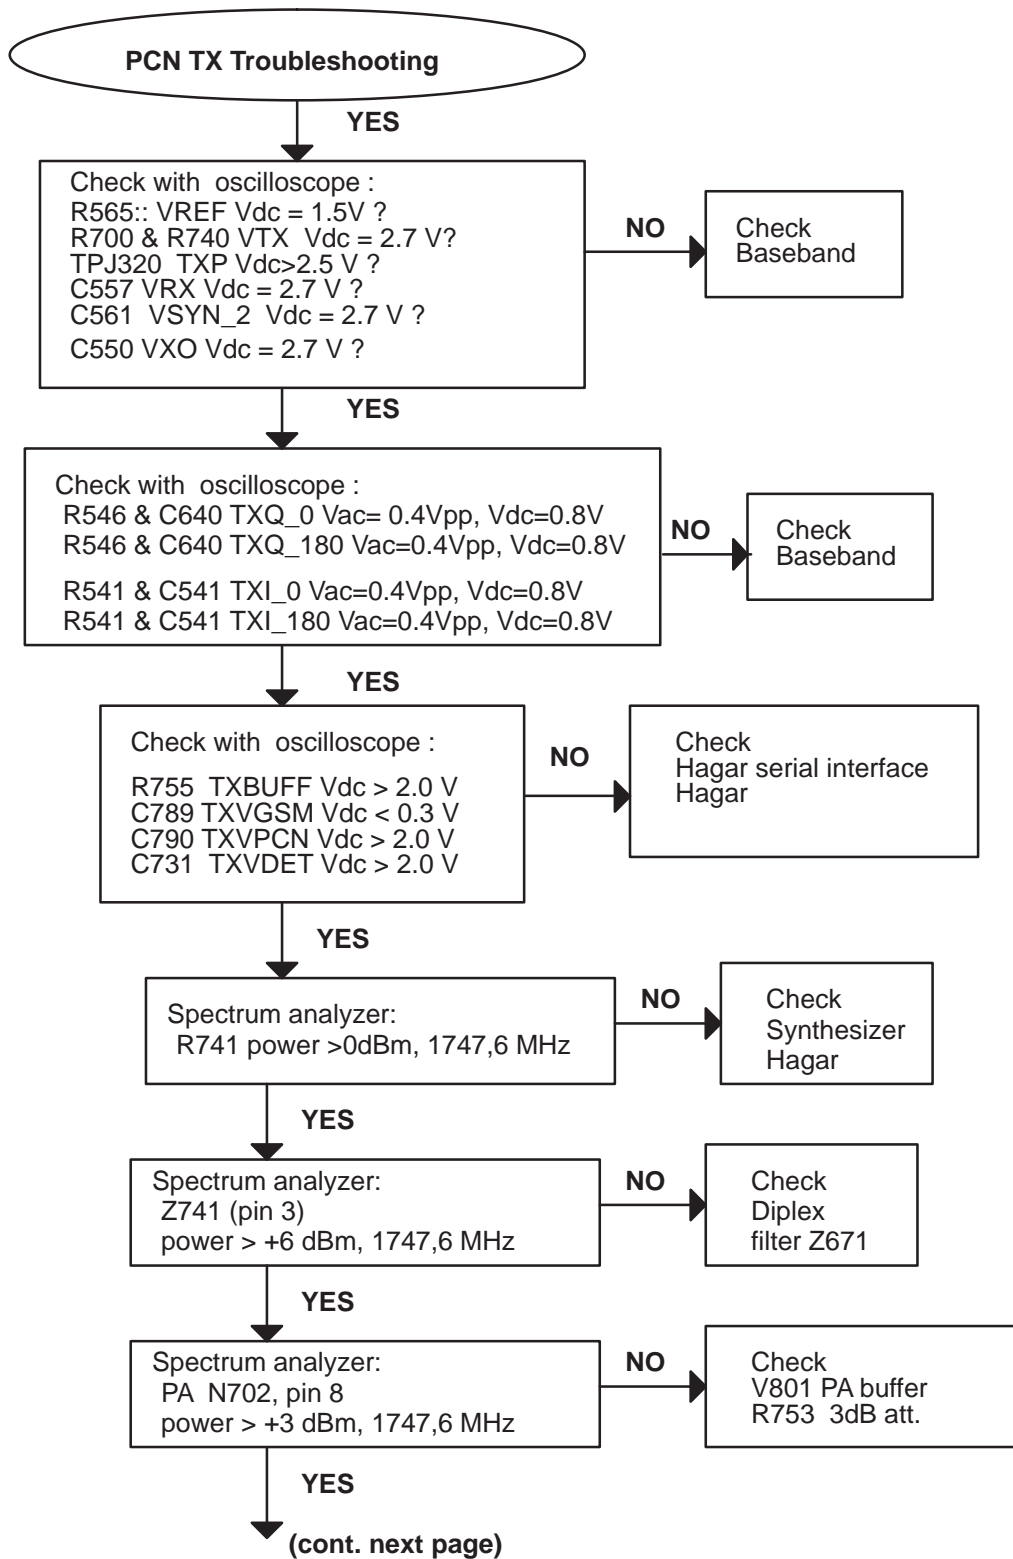 PCN TX Troubleshooting
YES
Check with oscilloscope :
R565:: VREF Vdc = 1.5V ?
R700 & R740 VTX Vdc = 2.7 V?
TPJ320 TXP Vdc>2.5 V ?
C557 VRX Vdc = 2.7 V ?
C561 VSYN_2 Vdc = 2.7 V ?
C550 VXO Vdc = 2.7 V ?
NO
Check
Baseband
YES
Check with oscilloscope :
R546 & C640 TXQ_0 Vac= 0.4Vpp, Vdc=0.8V
R546 & C640 TXQ_180 Vac=0.4Vpp, Vdc=0.8V
R541 & C541 TXI_0 Vac=0.4Vpp, Vdc=0.8V
R541 & C541 TXI_180 Vac=0.4Vpp, Vdc=0.8V
NO
Check
Baseband
YES
Check with oscilloscope :
R755 TXBUFF Vdc > 2.0 V
C789 TXVGSM Vdc < 0.3 V
C790 TXVPCN Vdc > 2.0 V
C731 TXVDET Vdc > 2.0 V
NO
Check
Hagar serial interface
Hagar
YES
Spectrum analyzer:
R741 power >0dBm, 1747,6 MHz
NO
Check
Synthesizer
Hagar
YES
Spectrum analyzer:
Z741 (pin 3)
power > +6 dBm, 1747,6 MHz
NO
Check
Diplex
filter Z671
YES
Spectrum analyzer:
PA N702, pin 8
power > +3 dBm, 1747,6 MHz
NO
Check
V801 PA buffer
R753 3dB att.
YES
(cont. next page)